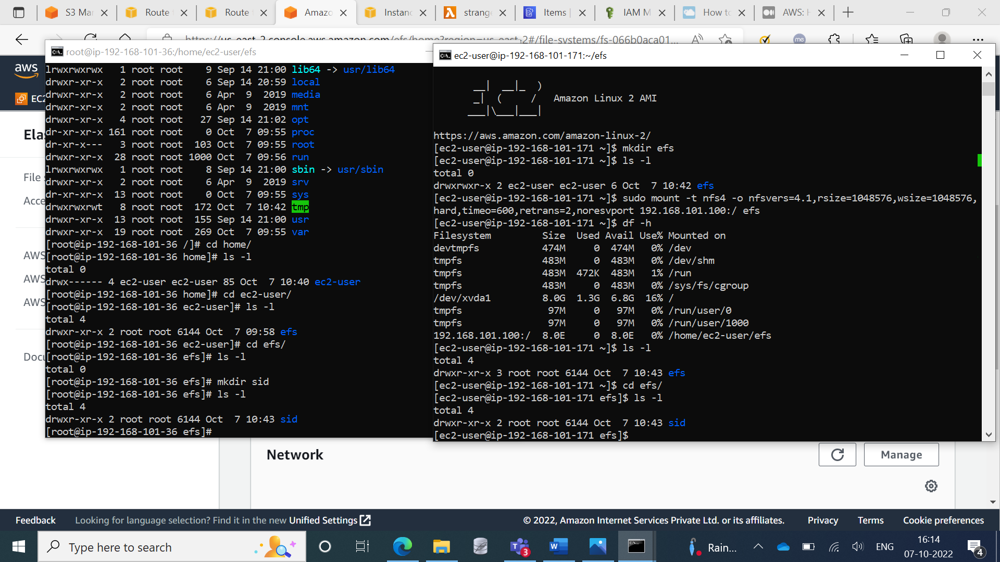 S3 Mar
Route
Route
Amazo
Instanc
strange
Items |
IAM M
How to
AWS: H
https://us-east-2.console.aws.amazon.com/efs/home?region=us-east-2#/file-systems/fs-066b0aca01...
me
aws
EC2
Elas
File s
Acce
AWS
AWS
AWS
Docu
root@ip-192-168-101-36:/home/ec2-user/efs
lrwxrwxrwx   1 root root    9 Sep 14 21:00 lib64 -> usr/lib64
drwxr-xr-x   2 root root    6 Sep 14 20:59 local
drwxr-xr-x   2 root root    6 Apr  9  2019 media
drwxr-xr-x   2 root root    6 Apr  9  2019 mnt
drwxr-xr-x   4 root root   27 Sep 14 21:02 opt
dr-xr-xr-x 161 root root    0 Oct  7 09:55 proc
dr-xr-x---   3 root root  103 Oct  7 09:55 root
drwxr-xr-x  28 root root 1000 Oct  7 09:56 run
lrwxrwxrwx   1 root root    8 Sep 14 21:00 sbin -> usr/sbin
drwxr-xr-x   2 root root    6 Apr  9  2019 srv
dr-xr-xr-x  13 root root    0 Oct  7 09:55 sys
drwxrwxrwt   8 root root  172 Oct  7 10:42 tmp
drwxr-xr-x  13 root root  155 Sep 14 21:00 usr
drwxr-xr-x  19 root root  269 Oct  7 09:55 var
[root@ip-192-168-101-36 /]# cd home/
[root@ip-192-168-101-36 home]# ls -l
total 0
drwx------ 4 ec2-user ec2-user 85 Oct  7 10:40 ec2-user
[root@ip-192-168-101-36 home]# cd ec2-user/
[root@ip-192-168-101-36 ec2-user]# ls -l
total 4
drwxr-xr-x 2 root root 6144 Oct  7 09:58 efs
[root@ip-192-168-101-36 ec2-user]# cd efs/
[root@ip-192-168-101-36 efs]# ls -l
total 0
[root@ip-192-168-101-36 efs]# mkdir sid
[root@ip-192-168-101-36 efs]# ls -l
total 4
drwxr-xr-x 2 root root 6144 Oct  7 10:43 sid
[root@ip-192-168-101-36 efs]#
ec2-user@ip-192-168-101-171:~/efs
       __|  __|_  )
       _|  (     /   Amazon Linux 2 AMI
      ___|\___|___|
https://aws.amazon.com/amazon-linux-2/
[ec2-user@ip-192-168-101-171 ~]$ mkdir efs
[ec2-user@ip-192-168-101-171 ~]$ ls -l
total 0
drwxrwxr-x 2 ec2-user ec2-user 6 Oct  7 10:42 efs
[ec2-user@ip-192-168-101-171 ~]$ sudo mount -t nfs4 -o nfsvers=4.1,rsize=1048576,wsize=1048576,
hard,timeo=600,retrans=2,noresvport 192.168.101.100:/ efs
[ec2-user@ip-192-168-101-171 ~]$ df -h
Filesystem         Size  Used Avail Use% Mounted on
devtmpfs           474M     0  474M   0% /dev
tmpfs              483M     0  483M   0% /dev/shm
tmpfs              483M  472K  483M   1% /run
tmpfs              483M     0  483M   0% /sys/fs/cgroup
/dev/xvda1         8.0G  1.3G  6.8G  16% /
tmpfs               97M     0   97M   0% /run/user/0
tmpfs               97M     0   97M   0% /run/user/1000
192.168.101.100:/  8.0E     0  8.0E   0% /home/ec2-user/efs
[ec2-user@ip-192-168-101-171 ~]$ ls -l
total 4
drwxr-xr-x 3 root root 6144 Oct  7 10:43 efs
[ec2-user@ip-192-168-101-171 ~]$ cd efs/
[ec2-user@ip-192-168-101-171 efs]$ ls -l
total 4
drwxr-xr-x 2 root root 6144 Oct  7 10:43 sid
[ec2-user@ip-192-168-101-171 efs]$
Network
Manage
Feedback Looking for language selection? Find it in the new Unified Settings © 2022, Amazon Internet Services Private Ltd. or its affiliates. Privacy Terms Cookie preferences
Type here to search
3
Rain...
ENG
16:14
07-10-2022
4